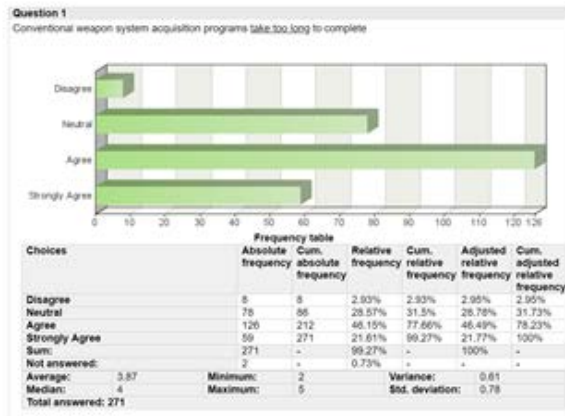 Question 1
Conventional weapon system acquisition programs take too long to complete
Disagree
Neutral
Agree
Strongly Agree
0 10 20 30 40 50 60 70 80 90 100 110 120 126
Frequency table
Choices Absolute frequency Cum. absolute frequency Relative frequency Cum. relative frequency Adjusted relative frequency Cum. adjusted relative frequency
Disagree 8 8 2.93% 2.93% 2.95% 2.95%
Neutral 78 86 28.57% 31.5% 28.78% 31.73%
Agree 126 212 46.15% 77.66% 46.49% 78.23%
Strongly Agree 59 271 21.61% 99.27% 21.77% 100%
Sum: 271 - 99.27% - 100% -
Not answered: 2 - 0.73% - - -
Average: 3.87 Minimum: 2 Variance: 0.61
Median: 4 Maximum: 5 Std. deviation: 0.78
Total answered: 271